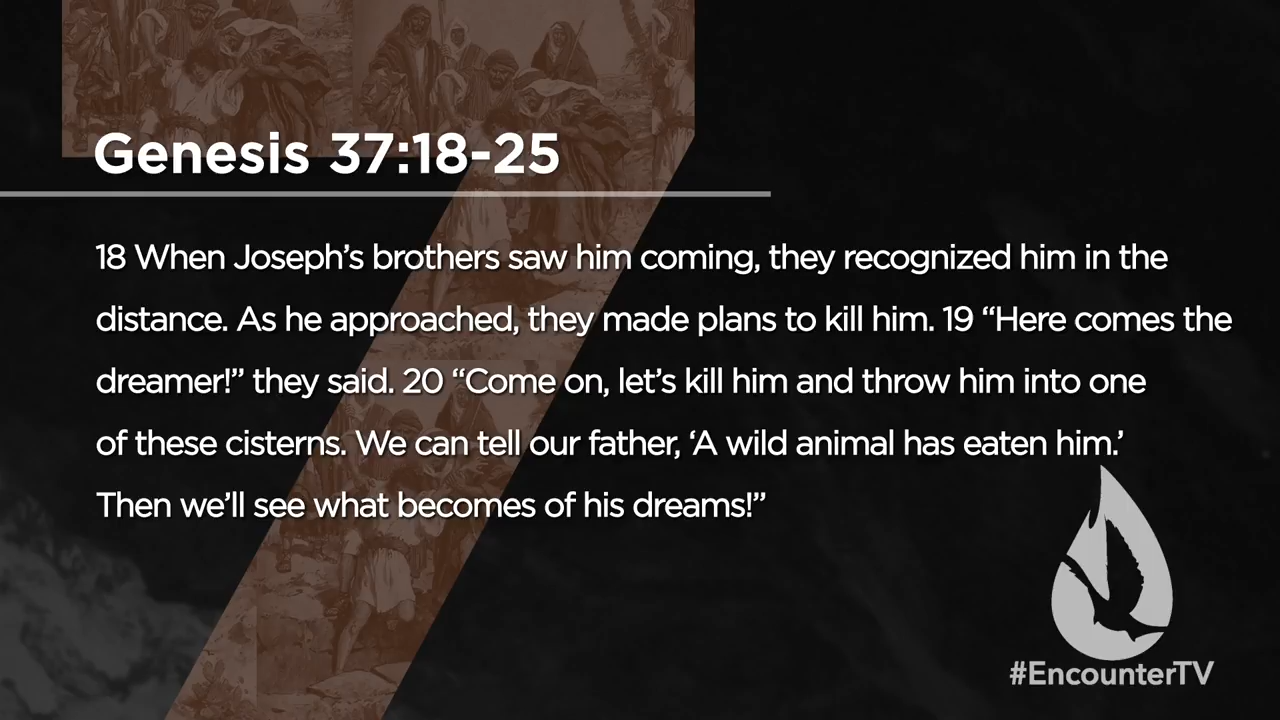 Genesis 37:18-25
18 When Joseph’s brothers saw him coming, they recognized him in the
distance. As he approached, they made plans to kill him. 19 “Here comes the
dreamer!” they said. 20 “Come on, let’s kill him and throw him into one
of these cisterns. We can tell our father, ‘A wild animal has eaten him.’
Then we’ll see what becomes of his dreams!”
#EncounterTV